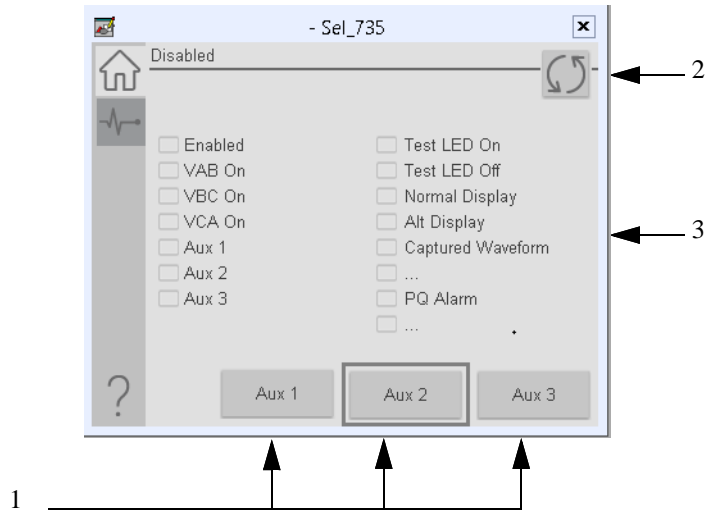 - Sel_735
Disabled
2
Enabled
VAB On
VBC On
VCA On
Aux 1
Aux 2
Aux 3
Test LED On
Test LED Off
Normal Display
Alt Display
Captured Waveform
...
PQ Alarm
...
3
?
Aux 1
Aux 2
Aux 3
1